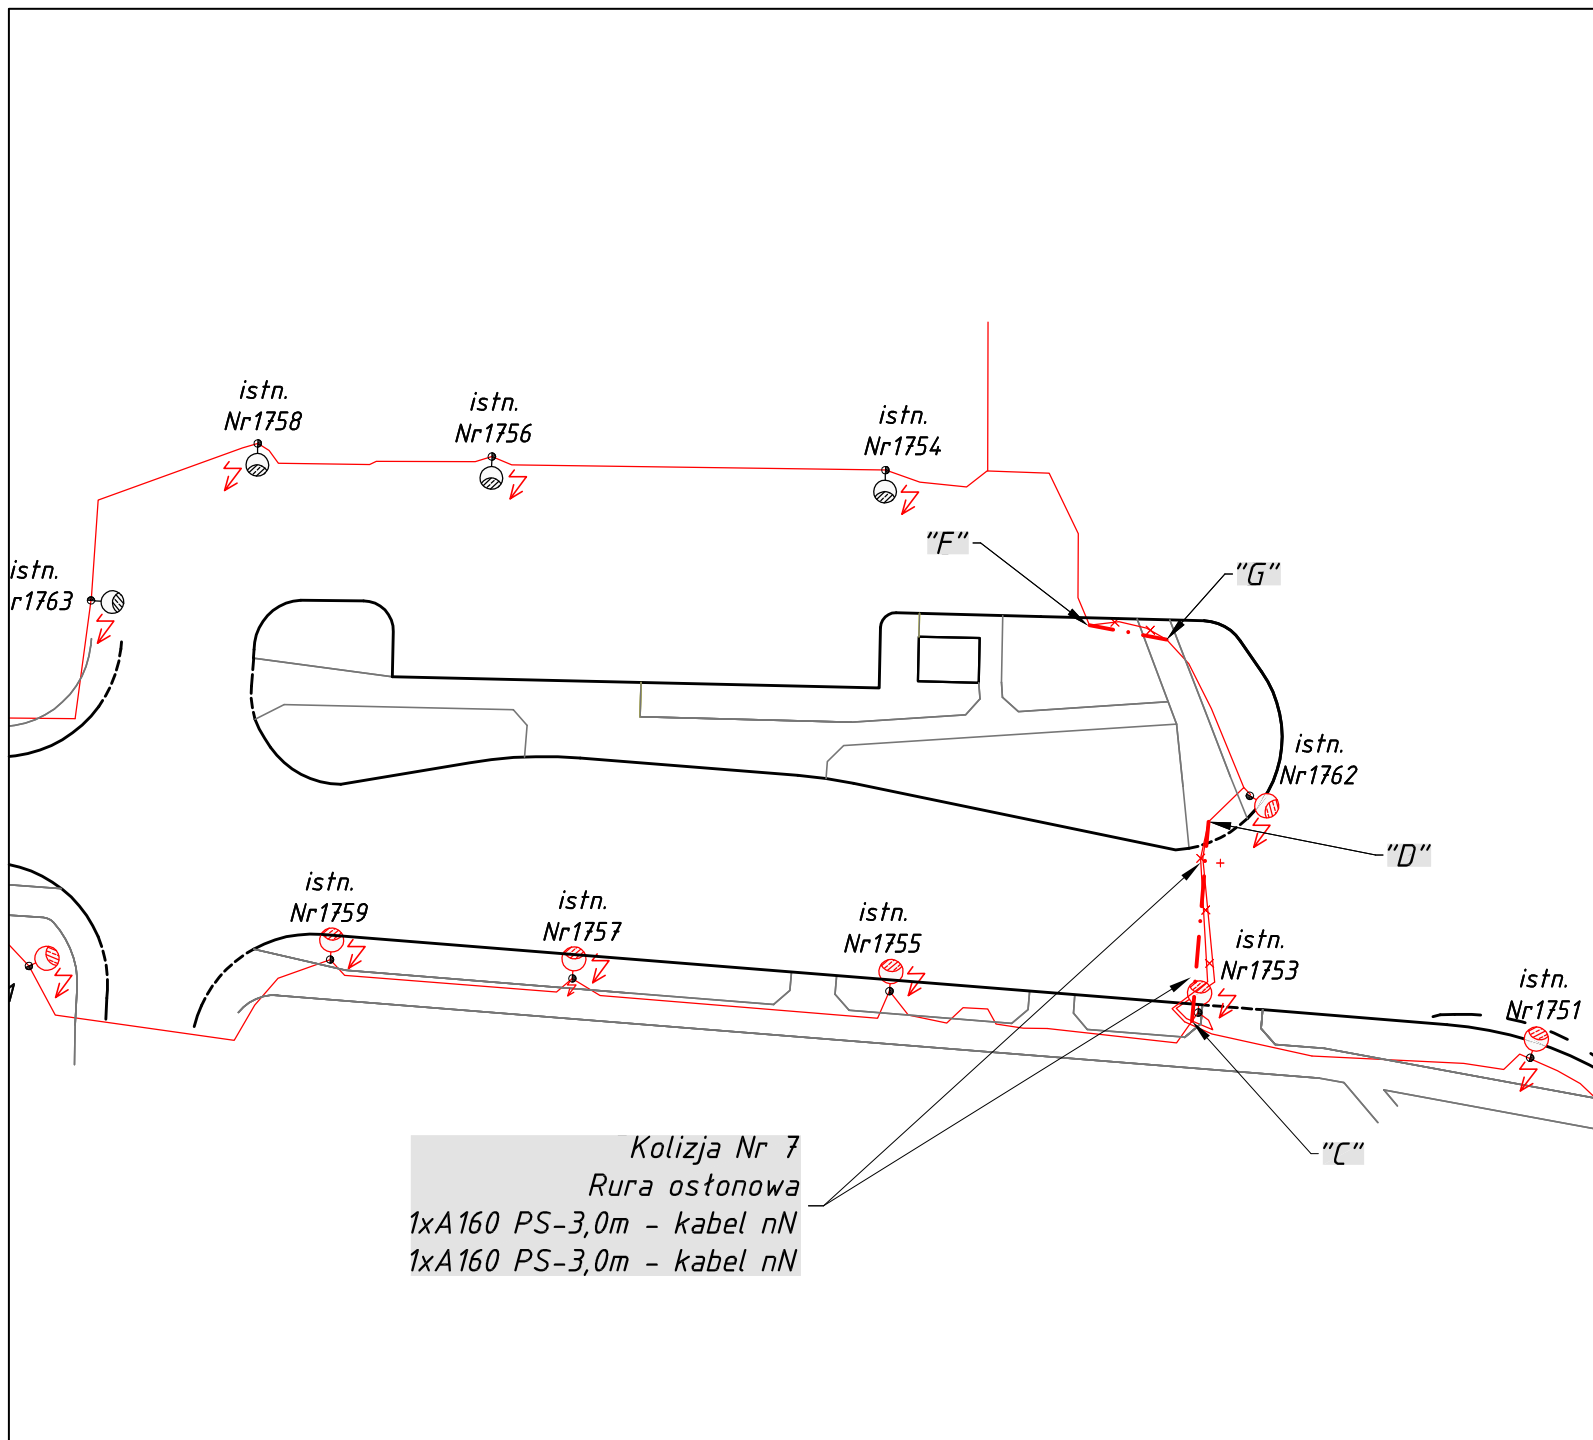 istn.
Nr1758
istn.
Nr1756
istn.
Nr1754
"F"
"G"
istn.
r1763
istn.
Nr1762
"D"
istn.
Nr1759
istn.
Nr1757
istn.
Nr1755
istn.
Nr1753
istn.
Nr1751
1
Kolizja Nr 7
Rura osłonowa
1xA160 PS-3,0m - kabel nN
1xA160 PS-3,0m - kabel nN
"C"